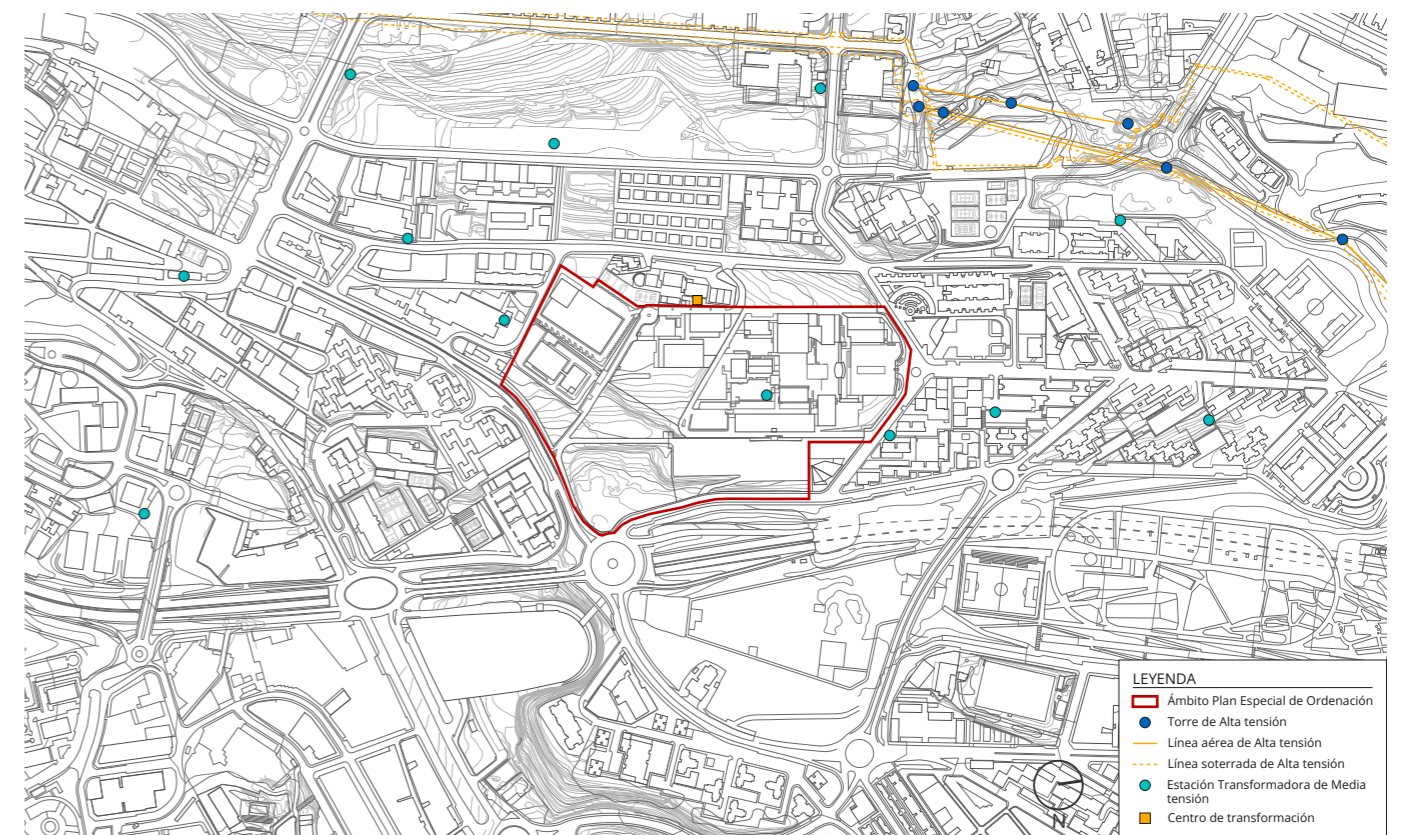 LEYENDA
Ámbito Plan Especial de Ordenación
Torre de Alta tensión
Línea aérea de Alta tensión
Línea soterrada de Alta tensión
Estación Transformadora de Media
tensión
Centro de transformación
N